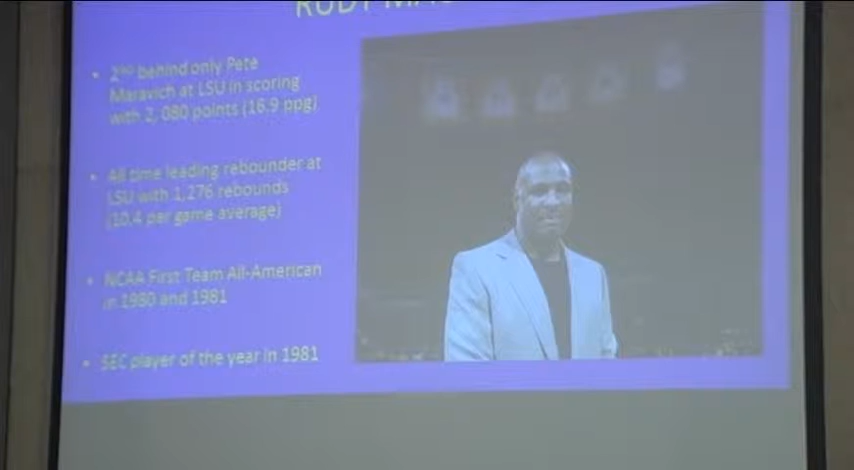 RUDY
• 2ND behind only Pete
Maravich at LSU in scoring
with 2, 080 points (16.9 ppg)
• All time leading rebounder at
LSU with 1,276 rebounds
(10.4 per game average)
• NCAA First Team All-American
in 1980 and 1981
• SEC player of the year in 1981